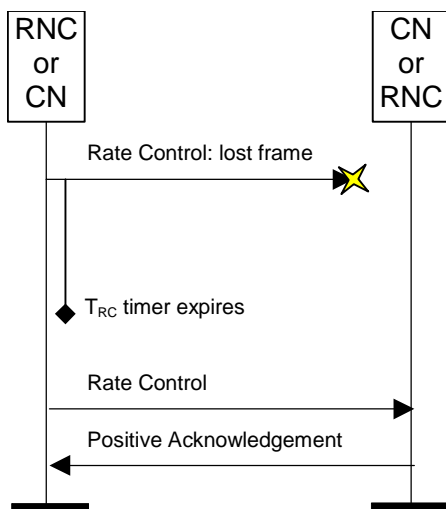 RNC
or
CN
CN
or
RNC
Rate Control: lost frame
TRC timer expires
Rate Control
Positive Acknowledgement